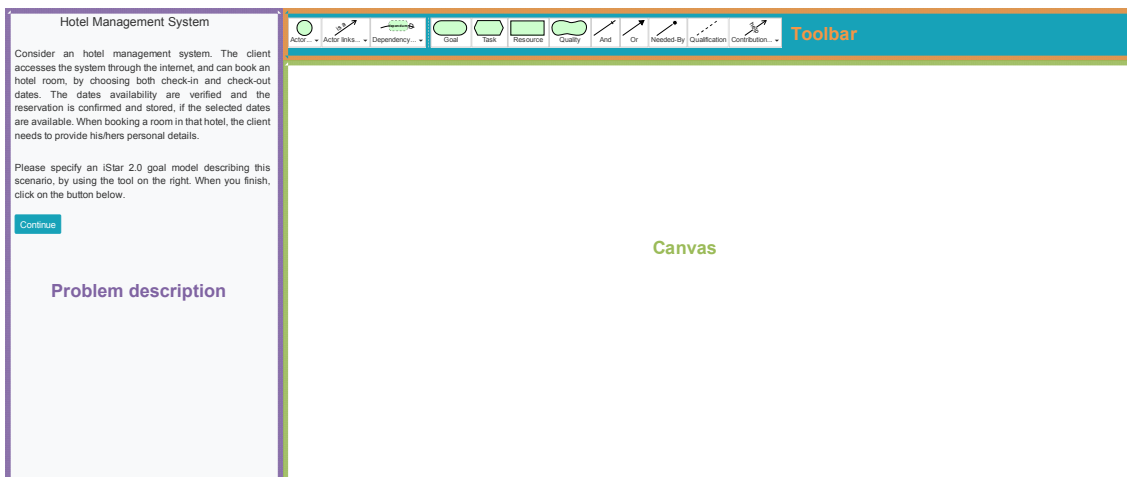 Hotel Management System
Consider an hotel management system. The client
accesses the system through the internet, and can book an
hotel room, by choosing both check-in and check-out
dates. The dates availability are verified and the
reservation is confirmed and stored, if the selected dates
are available. When booking a room in that hotel, the client
needs to provide his/hers personal details.
Please specify an iStar 2.0 goal model describing this
scenario, by using the tool on the right. When you finish,
click on the button below.
Continue
Problem description
is a
help
Actor... Actor links... Dependency... Goal Task Resource Quality And Or Needed-By Qualification Contribution...
Toolbar
Canvas